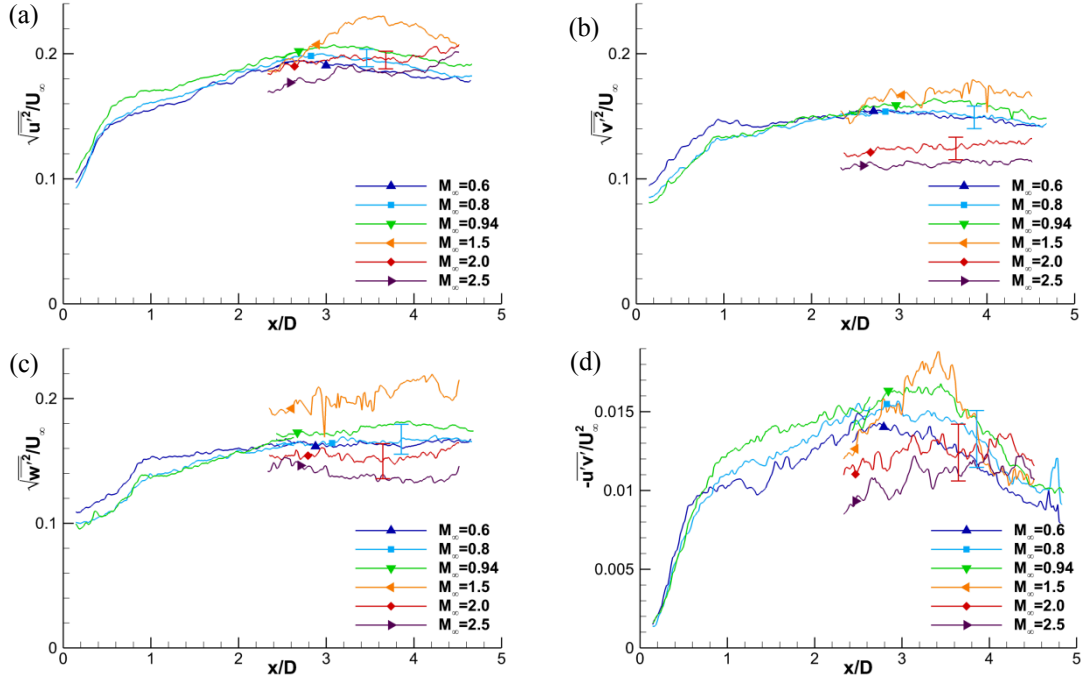 (a)
√u'²/U∞
0.2
0.1
0
0 1 2 3 4 5
x/D
M∞=0.6
M∞=0.8
M∞=0.94
M∞=1.5
M∞=2.0
M∞=2.5
(b)
√v'²/U∞
0.2
0.1
0
0 1 2 3 4 5
x/D
M∞=0.6
M∞=0.8
M∞=0.94
M∞=1.5
M∞=2.0
M∞=2.5
(c)
√w'²/U∞
0.2
0.1
0
0 1 2 3 4 5
x/D
M∞=0.6
M∞=0.8
M∞=0.94
M∞=1.5
M∞=2.0
M∞=2.5
(d)
-u'v'/U²∞
0.015
0.01
0.005
0
0 1 2 3 4 5
x/D
M∞=0.6
M∞=0.8
M∞=0.94
M∞=1.5
M∞=2.0
M∞=2.5